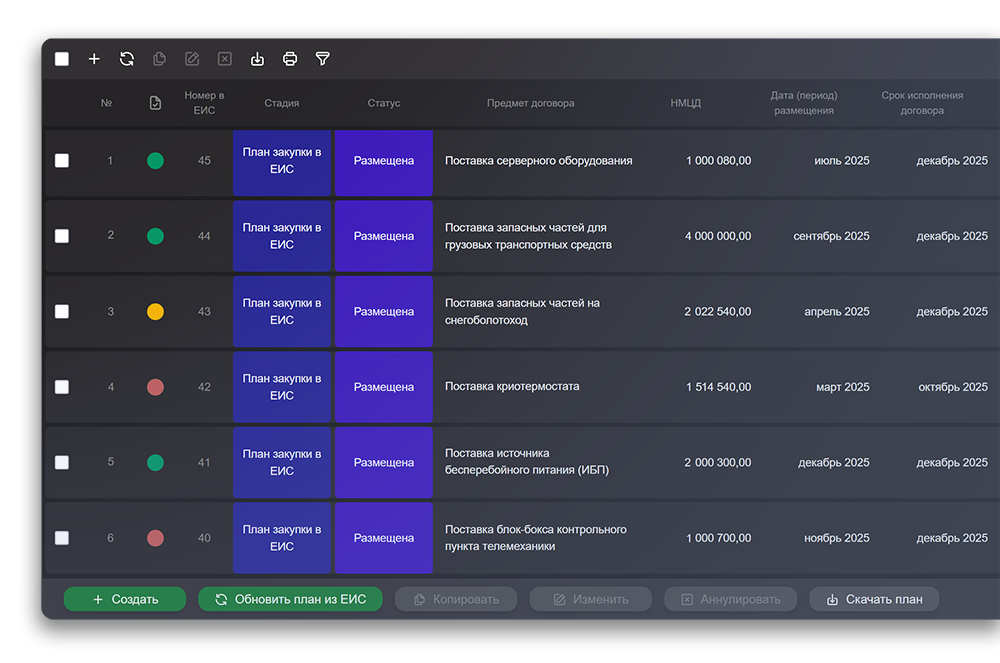 № Номер в Стадия Статус Предмет договора НМЦД Дата (период) Срок исполнения
ЕИС размещения договора
1 45 План закупки в ЕИС Размещена Поставка серверного оборудования 1 000 080,00 июль 2025 декабрь 2025
2 44 План закупки в ЕИС Размещена Поставка запасных частей для
грузовых транспортных средств 4 000 000,00 сентябрь 2025 декабрь 2025
3 43 План закупки в ЕИС Размещена Поставка запасных частей на
снегоболотоход 2 022 540,00 апрель 2025 декабрь 2025
4 42 План закупки в ЕИС Размещена Поставка криотермостата 1 514 540,00 март 2025 октябрь 2025
5 41 План закупки в ЕИС Размещена Поставка источника
бесперебойного питания (ИБП) 2 000 300,00 декабрь 2025 декабрь 2025
6 40 План закупки в ЕИС Размещена Поставка блок-бокса контрольного
пункта телемеханики 1 000 700,00 ноябрь 2025 декабрь 2025
Создать Обновить план из ЕИС Копировать Изменить Аннулировать Скачать план